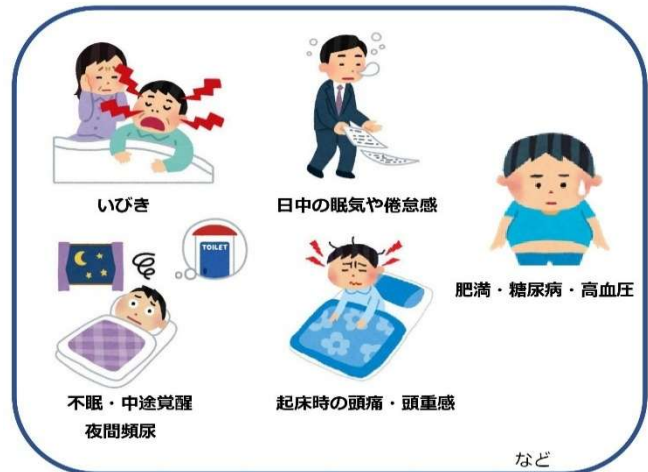 いびき
日中の眠気や倦怠感
肥満・糖尿病・高血圧
TOILET
不眠・中途覚醒
夜間頻尿
起床時の頭痛・頭重感
など